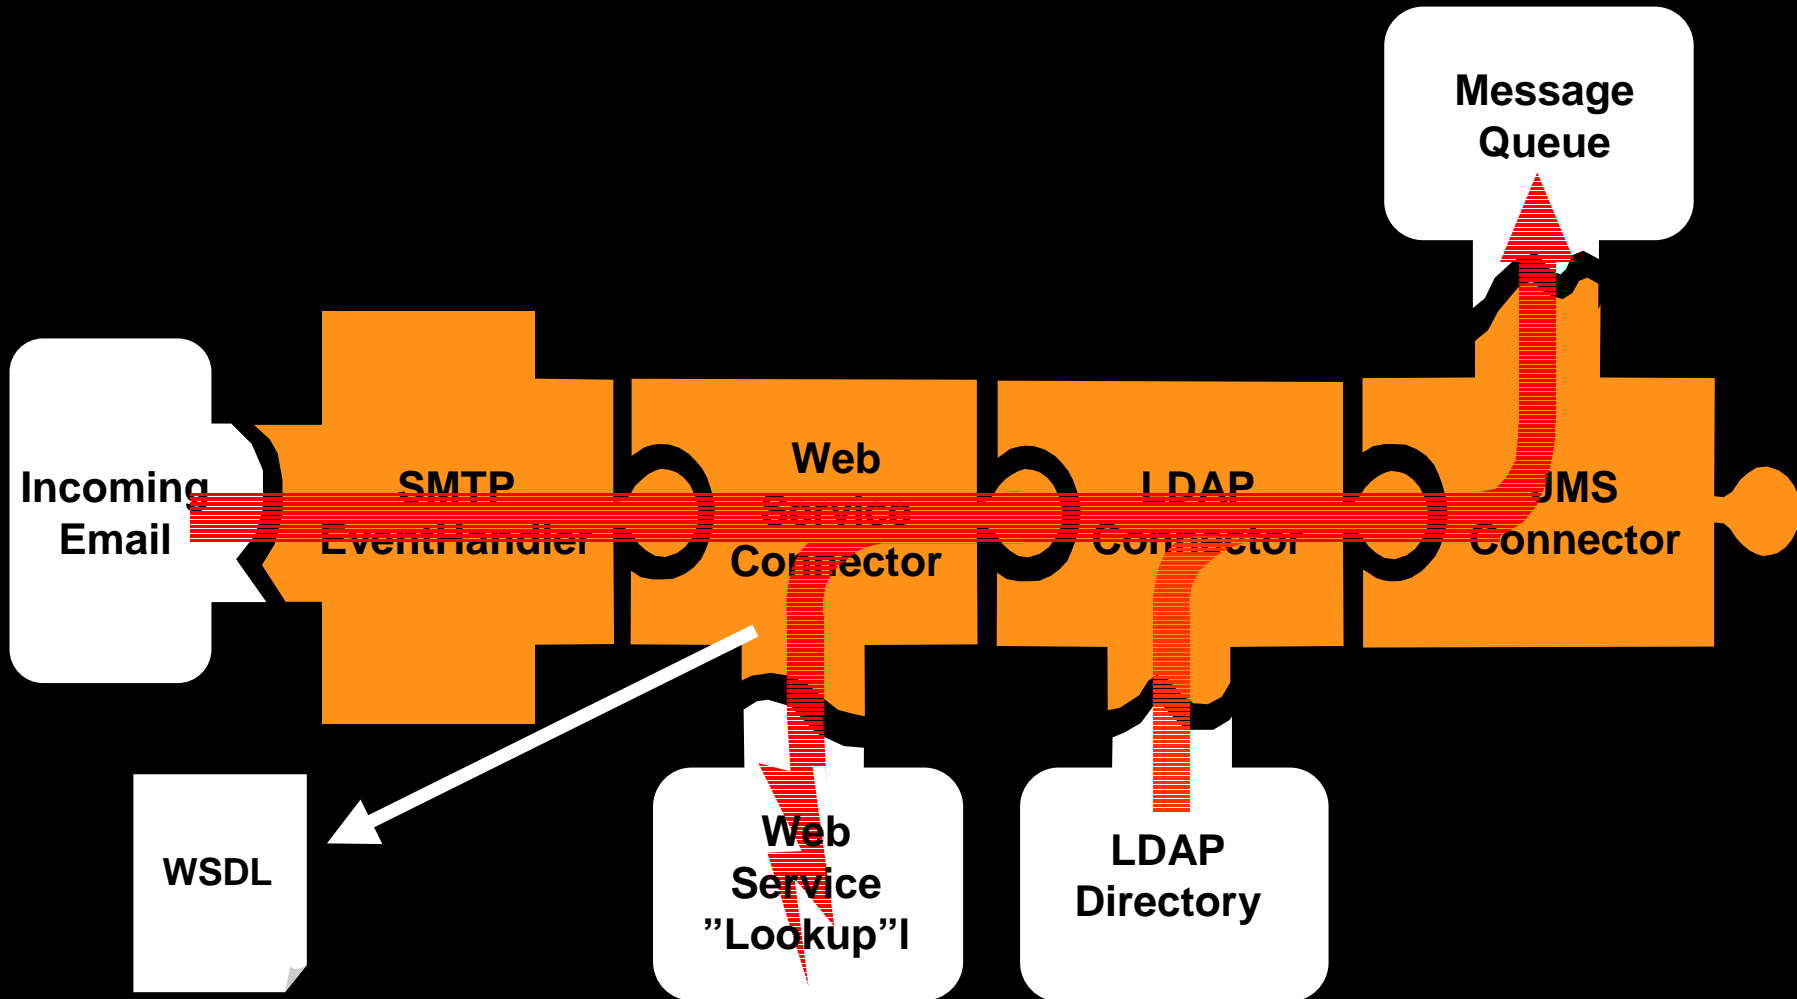 Message
Queue
Incoming
Email
SMTP
EventHandler
Web
Service
Connector
LDAP
Connector
JMS
Connector
WSDL
Web
Service
”Lookup”l
LDAP
Directory